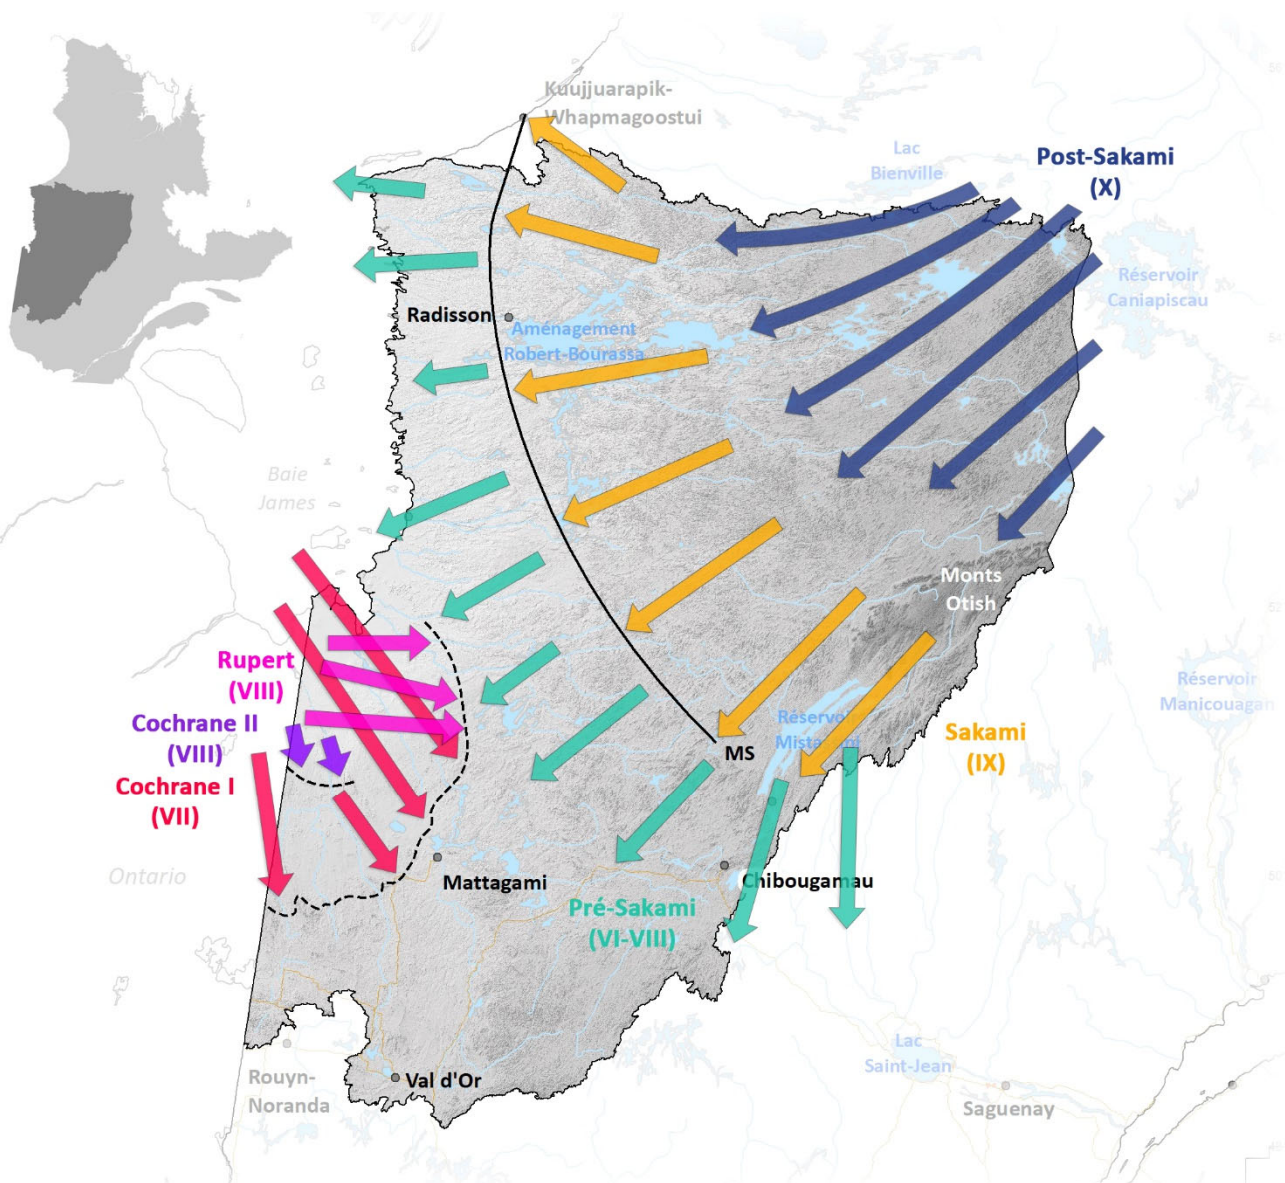 Kuujjuarapik-
Whapmagoostui
Lac
Bienville
Post-Sakami
(X)
Réservoir
Caniapiscau
Radisson
Aménagement
Robert-Bourassa
Baie
James
Monts
Otish
Rupert
(VIII)
Réservoir
Manicouagan
Cochrane II
(VIII)
Réservoir
MS
Sakami
(IX)
Cochrane I
(VII)
Ontario
Mattagami
Chibougamau
Pré-Sakami
(VI-VIII)
Lac
Saint-Jean
Rouyn-
Noranda
Val d'Or
Saguenay